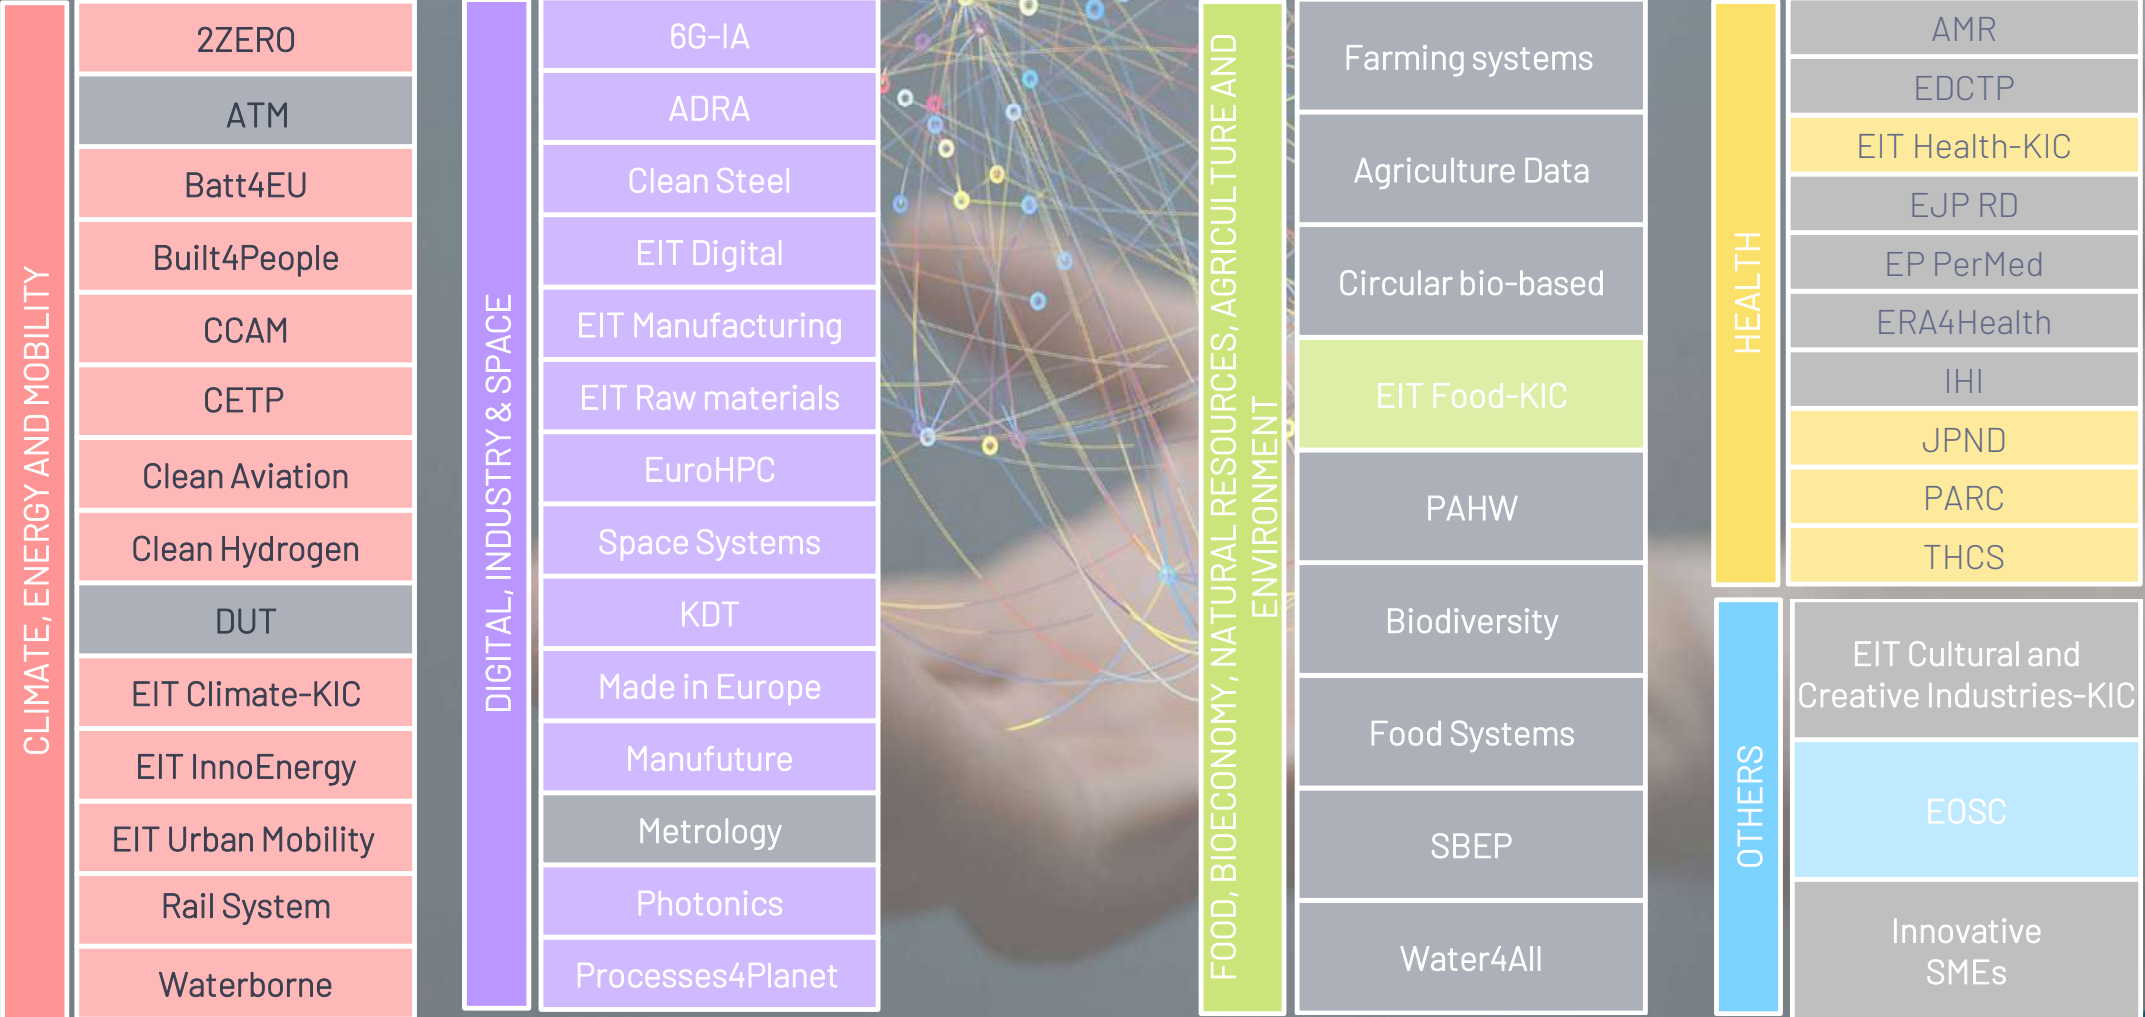 CLIMATE, ENERGY AND MOBILITY
2ZERO
ATM
Batt4EU
Built4People
CCAM
CETP
Clean Aviation
Clean Hydrogen
DUT
EIT Climate-KIC
EIT InnoEnergy
EIT Urban Mobility
Rail System
Waterborne
DIGITAL, INDUSTRY & SPACE
6G-IA
ADRA
Clean Steel
EIT Digital
EIT Manufacturing
EIT Raw materials
EuroHPC
Space Systems
KDT
Made in Europe
Manufuture
Metrology
Photonics
Processes4Planet
FOOD, BIOECONOMY, NATURAL RESOURCES, AGRICULTURE AND
ENVIRONMENT
Farming systems
Agriculture Data
Circular bio-based
EIT Food-KIC
PAHW
Biodiversity
Food Systems
SBEP
Water4All
HEALTH
AMR
EDCTP
EIT Health-KIC
EJP RD
EP PerMed
ERA4Health
IHI
JPND
PARC
THCS
OTHERS
EIT Cultural and
Creative Industries-KIC
EOSC
Innovative
SMEs